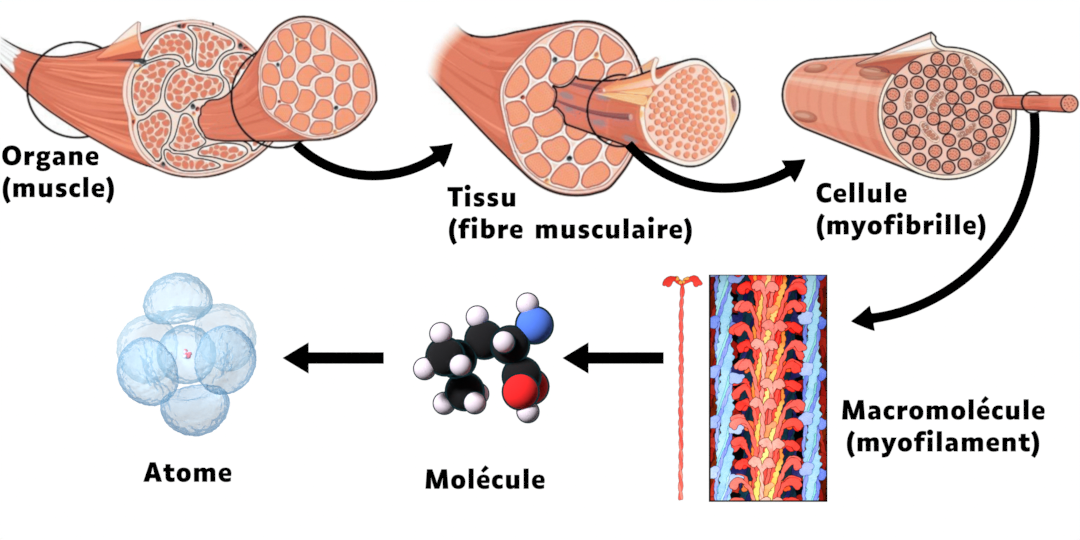 Organe
(muscle)
Tissu
(fibre musculaire)
Cellule
(myofibrille)
Macromolécule
(myofilament)
Molécule
Atome